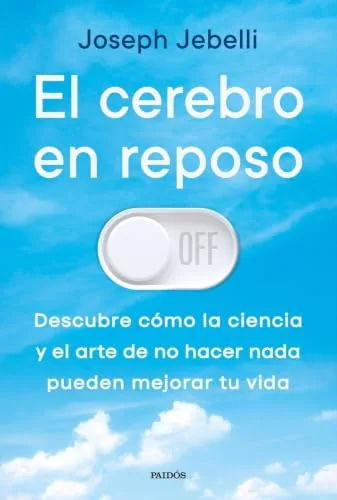 Joseph Jebelli
El cerebro
en reposo
OFF
Descubre cómo la ciencia
y el arte de no hacer nada
pueden mejorar tu vida
PAIDÓS